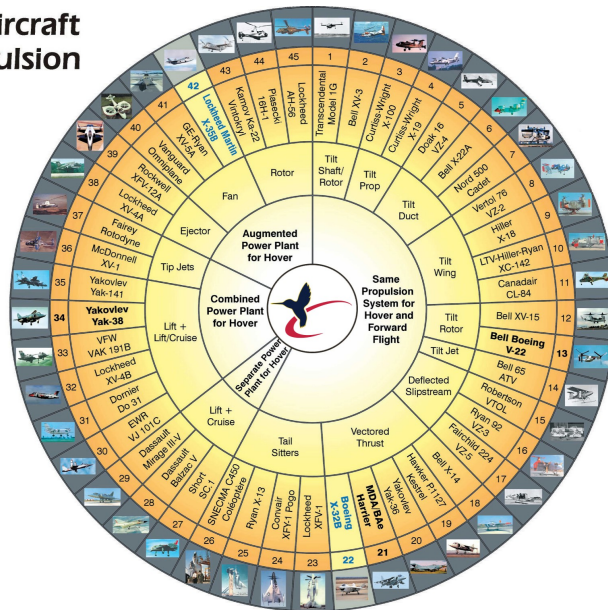 ircraft
ulsion
1
Transcendental
Model 1G
2
Bell XV-3
3
Curtiss-Wright
X-100
4
Curtiss-Wright
X-19
5
Doak 16
VZ-4
6
Bell X-22A
7
Nord 500
Cadet
8
Vertol 76
VZ-2
9
Hiller
X-18
10
LTV-Hiller-Ryan
XC-142
11
Canadair
CL-84
12
Bell XV-15
13
Bell Boeing
V-22
14
Bell 65
ATV
15
Robertson
VTOL
16
Ryan 92
VZ-3
17
Fairchild 224
VZ-5
18
Bell X-14
19
Hawker P.1127
Kestrel
20
Yakovlev
Yak-36
21
MDA/BAe
Harrier
22
Boeing
X-32B
23
Lockheed
XFV-1
24
Convair
XFY-1 Pogo
25
Ryan X-13
26
SNECMA C450
Coléoptère
27
Short
SC.1
28
Dassault
Balzac V
29
Dassault
Mirage III-V
30
EWR
VJ 101C
31
Dornier
Do 31
32
Lockheed
XV-4B
33
VFW
VAK 191B
34
Yakovlev
Yak-38
35
Yakovlev
Yak-141
36
McDonnell
XV-1
37
Fairey
Rotodyne
38
Lockheed
XV-4A
39
Rockwell
XFV-12A
40
Vanguard
Omniplane
41
GE-Ryan
XV-5A
42
Lockheed Martin
X-35B
43
Kamov Ka-22
Vintokryl
44
Piasecki
16H-1
45
Lockheed
AH-56
Tilt
Shaft/
Rotor
Tilt
Prop
Tilt
Duct
Tilt
Wing
Tilt
Rotor
Tilt Jet
Deflected
Slipstream
Vectored
Thrust
Tail
Sitters
Lift +
Cruise
Lift +
Lift/Cruise
Tip Jets
Ejector
Fan
Rotor
Same
Propulsion
System for
Hover and
Forward
Flight
Separate Power
Plant for Hover
Combined
Power Plant
for Hover
Augmented
Power Plant
for Hover